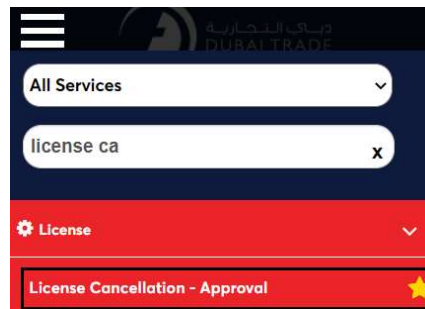 دبي التجارية
DUBAI TRADE
All Services
license ca
x
License
License Cancellation - Approval